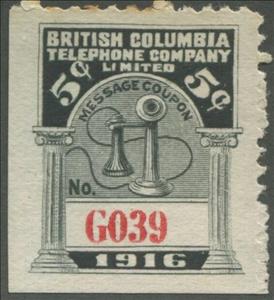 BRITISH COLUMBIA
TELEPHONE COMPANY
LIMITED
5¢ 5¢
MESSAGE COUPON
No.
G039
1916